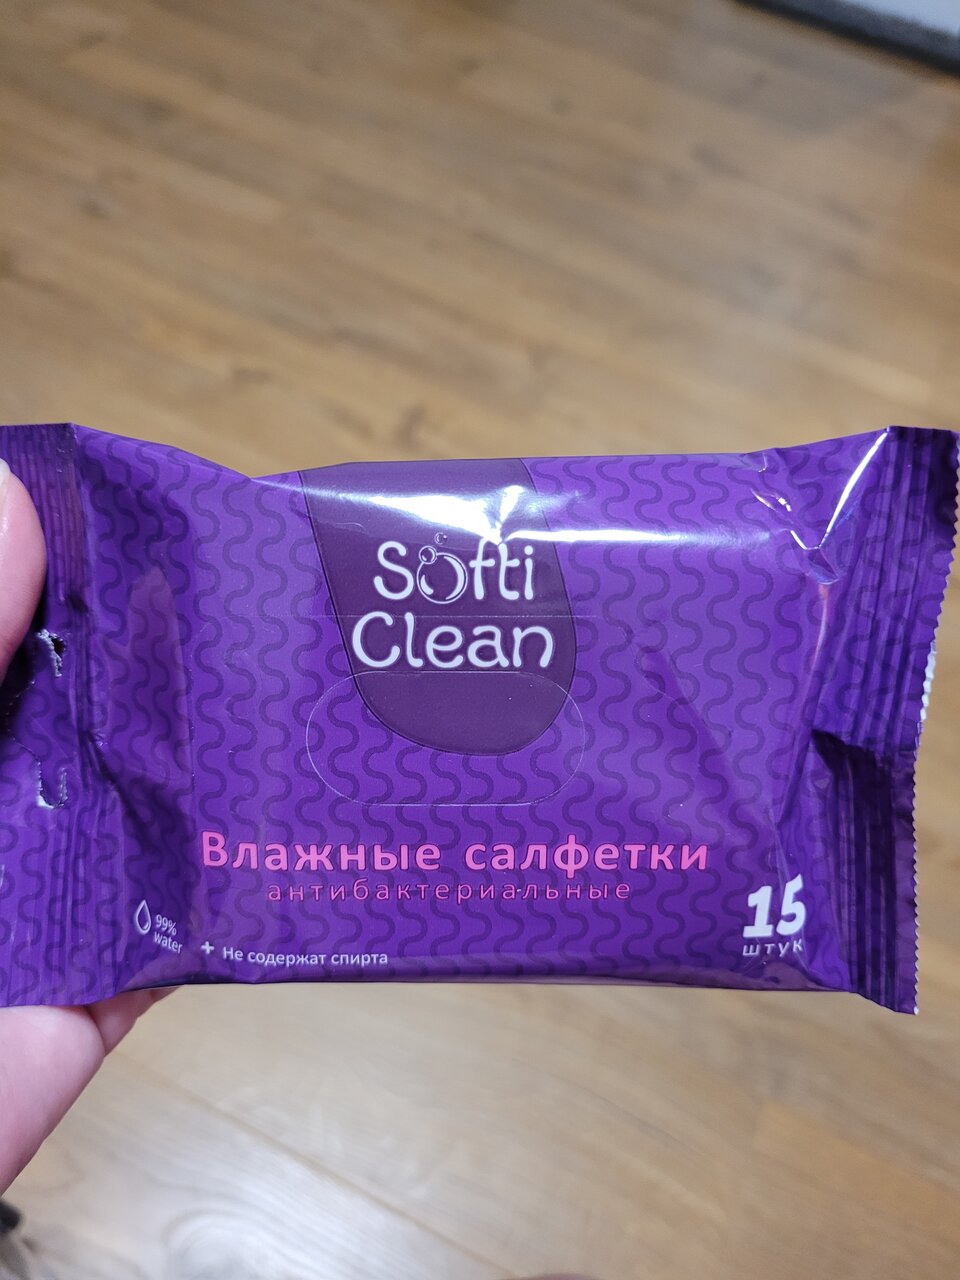 Softi
Clean
Влажные салфетки
антибактериальные
99%
water
+ Не содержат спирта
15
штук